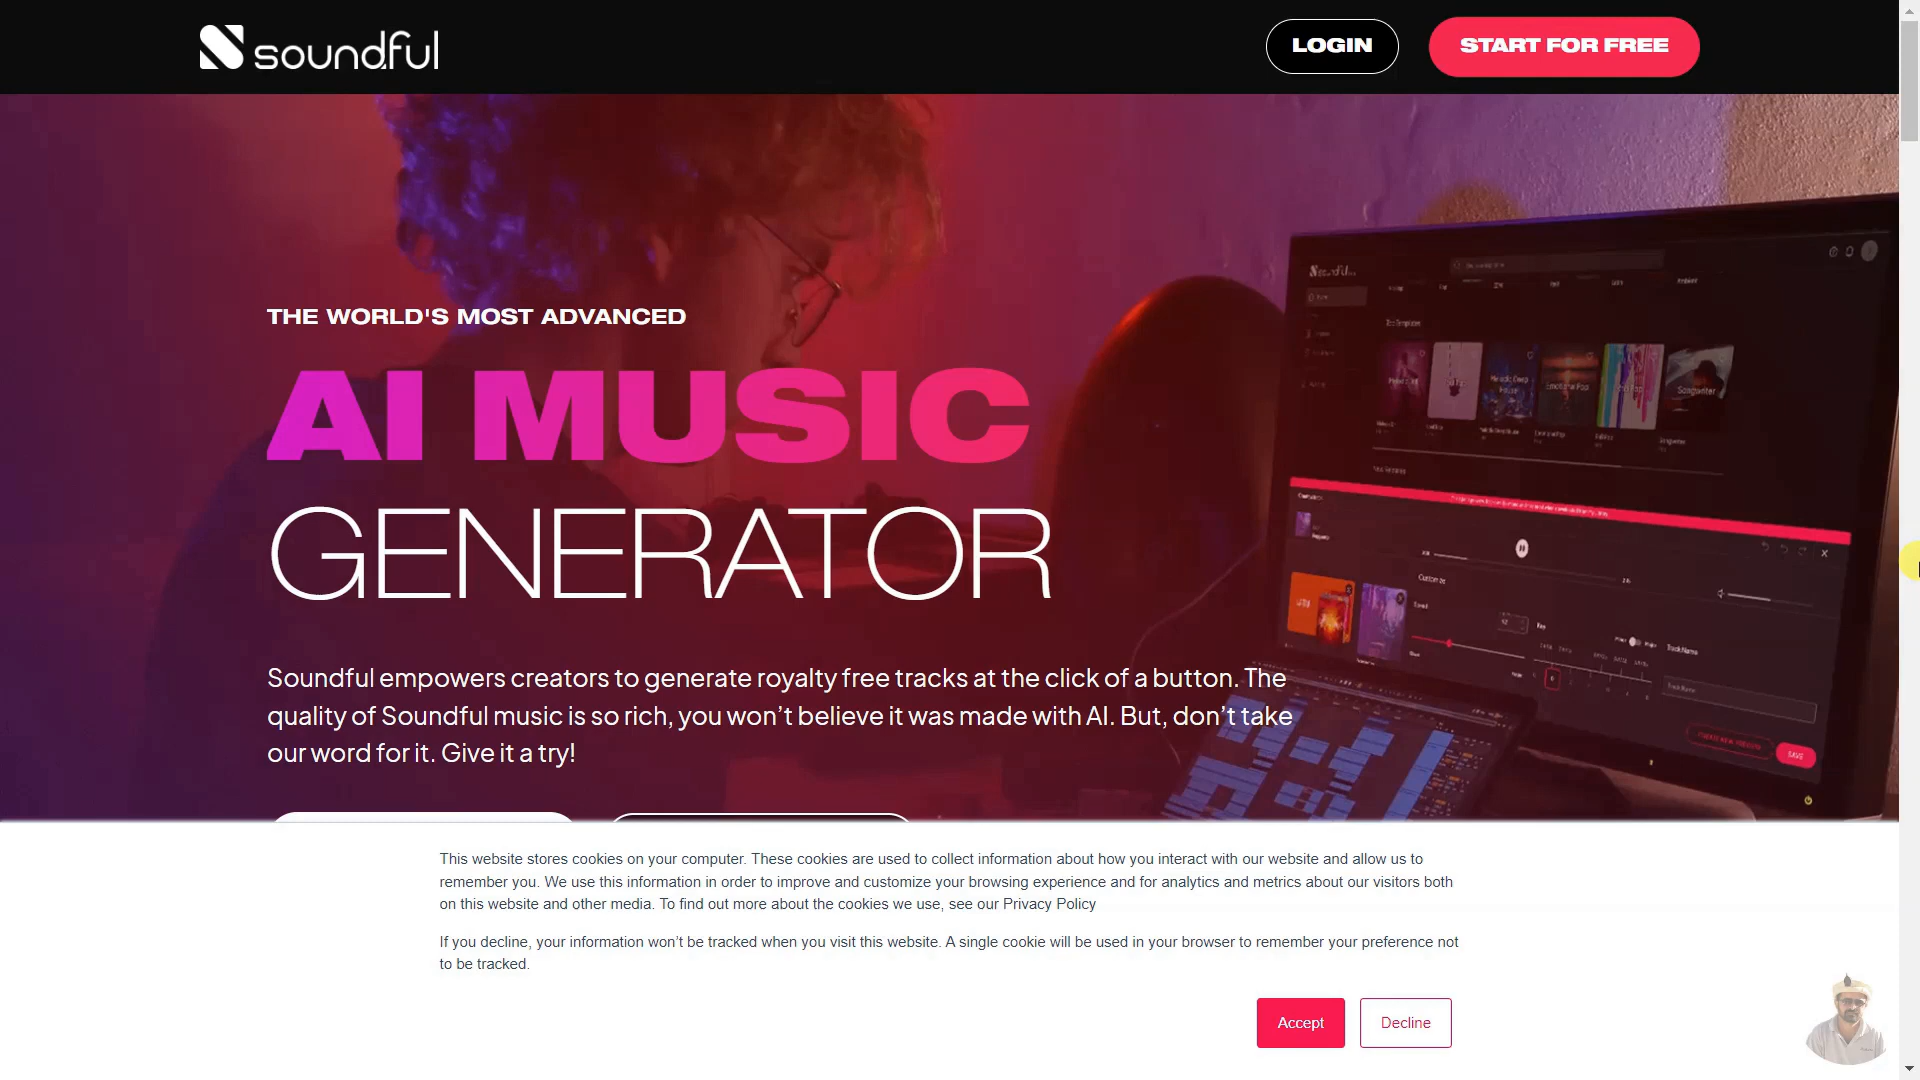 soundful
LOGIN
START FOR FREE
THE WORLD'S MOST ADVANCED
AI MUSIC
GENERATOR
Soundful empowers creators to generate royalty free tracks at the click of a button. The
quality of Soundful music is so rich, you won’t believe it was made with AI. But, don’t take
our word for it. Give it a try!
Songwriter
SAVE
This website stores cookies on your computer. These cookies are used to collect information about how you interact with our website and allow us to
remember you. We use this information in order to improve and customize your browsing experience and for analytics and metrics about our visitors both
on this website and other media. To find out more about the cookies we use, see our Privacy Policy
If you decline, your information won’t be tracked when you visit this website. A single cookie will be used in your browser to remember your preference not
to be tracked.
Accept
Decline